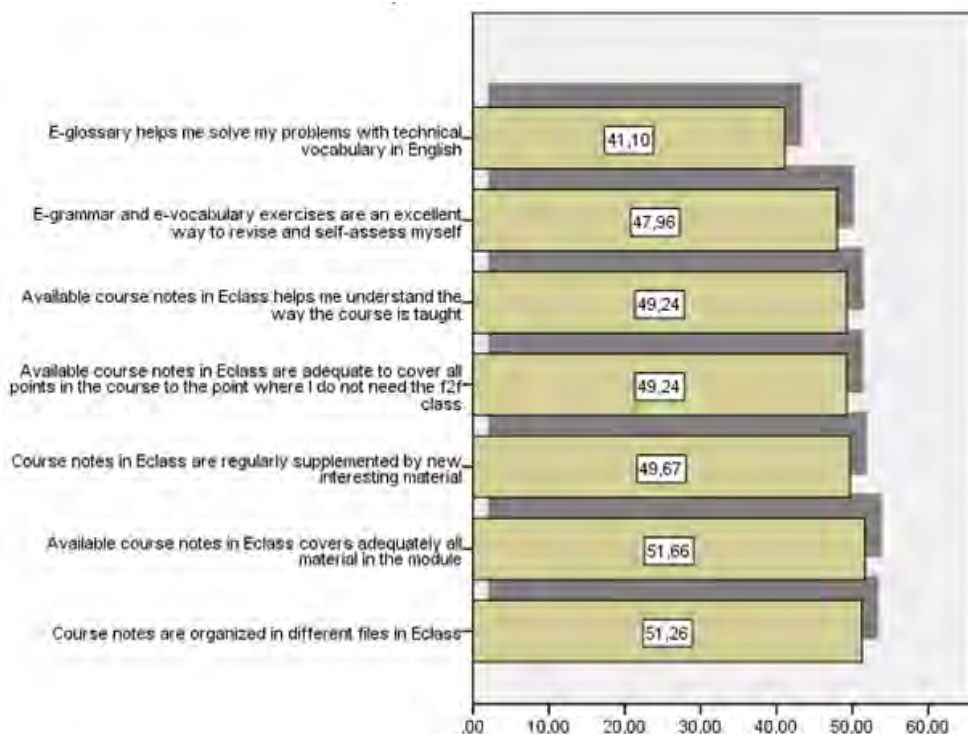 E-glossary helps me solve my problems with technical
vocabulary in English
41,10
E-grammar and e-vocabulary exercises are an excellent
way to revise and self-assess myself
47,96
Available course notes in Eclass helps me understand the
way the course is taught
49,24
Available course notes in Eclass are adequate to cover all
points in the course to the point where I do not need the f2f
class
49,24
Course notes in Eclass are regularly supplemented by new
interesting material
49,67
Available course notes in Eclass covers adequately all
material in the module
51,66
Course notes are organized in different files in Eclass
51,26
.00 10.00 20.00 30.00 40.00 50.00 60.00